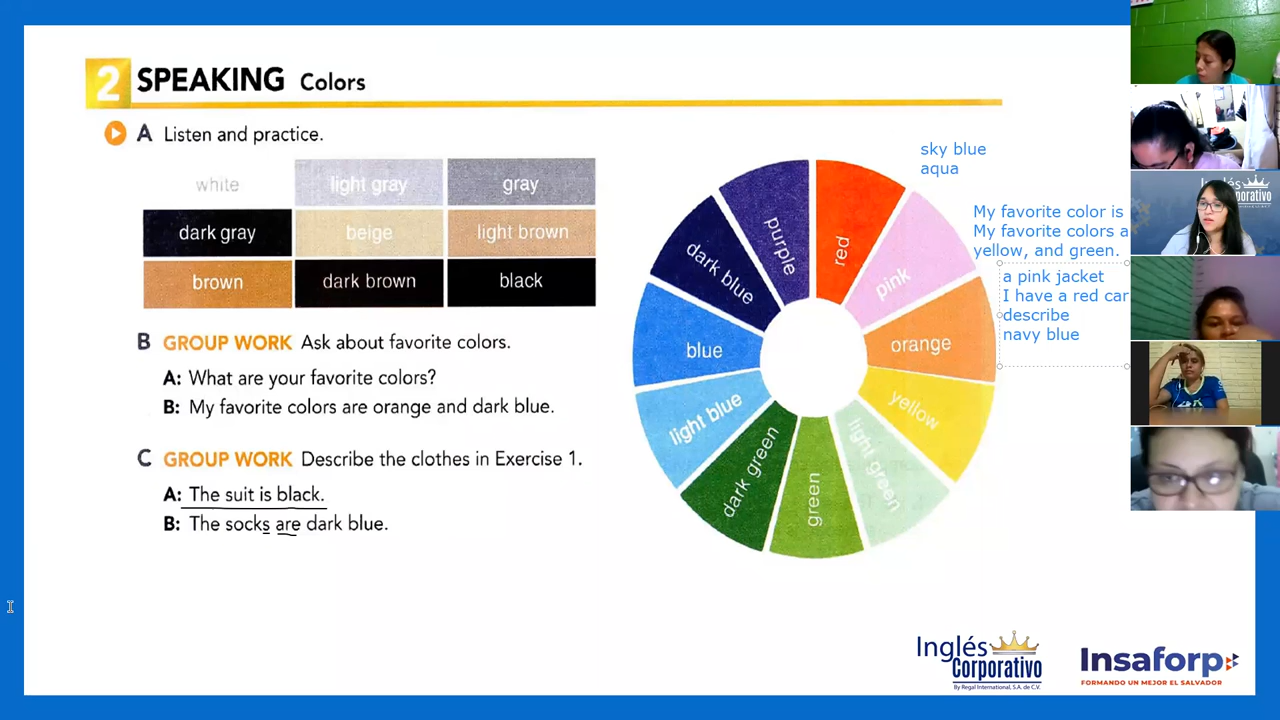 2 SPEAKING Colors
A Listen and practice.
white light gray gray
dark gray beige light brown
brown dark brown black
B GROUP WORK Ask about favorite colors.
A: What are your favorite colors?
B: My favorite colors are orange and dark blue.
C GROUP WORK Describe the clothes in Exercise 1.
A: The suit is black.
B: The socks are dark blue.
red
pink
orange
yellow
light green
green
dark green
light blue
blue
dark blue
purple
sky blue
aqua
My favorite color is
My favorite colors a
yellow, and green.
a pink jacket
I have a red car
describe
navy blue
Inglés
Corporativo
Inglés
Corporativo
By Regal International, S.A. de C.V.
Insaforp
FORMANDO UN MEJOR EL SALVADOR